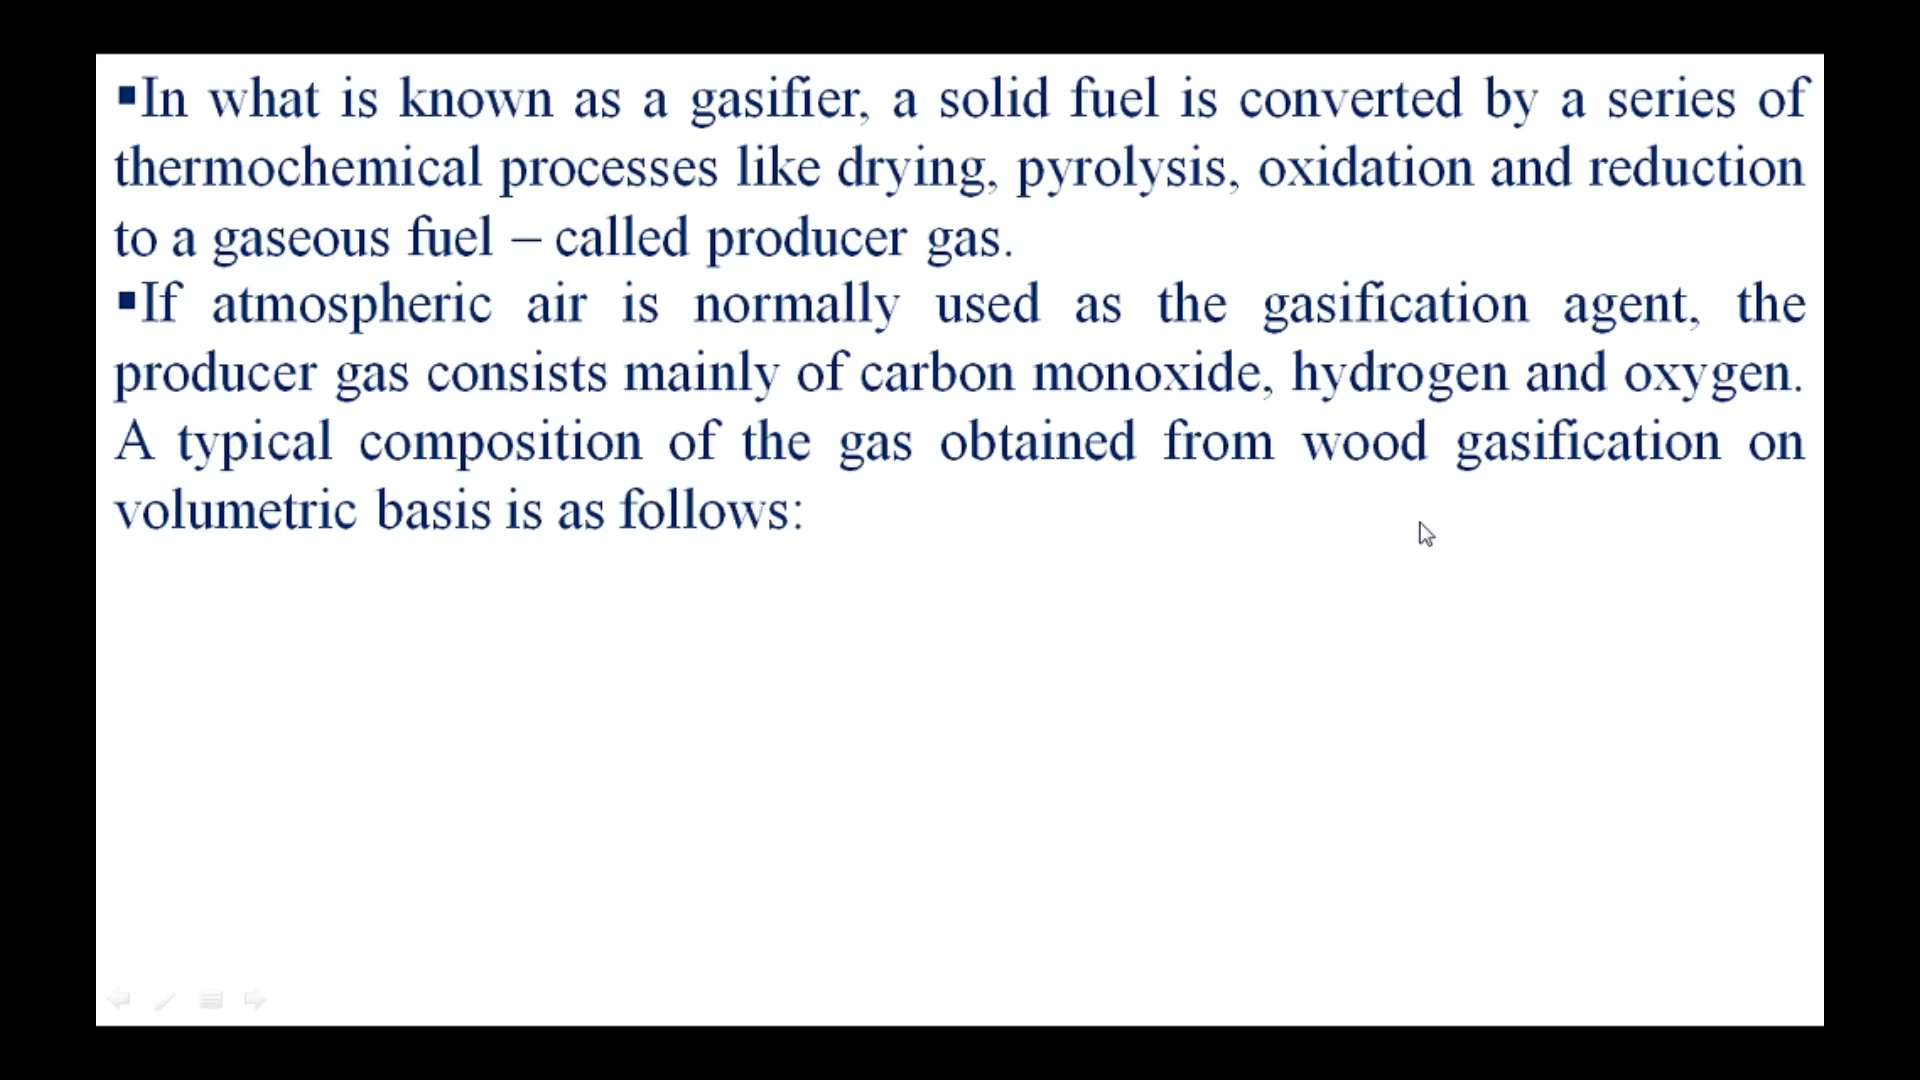 ▪In what is known as a gasifier, a solid fuel is converted by a series of
thermochemical processes like drying, pyrolysis, oxidation and reduction
to a gaseous fuel – called producer gas.
▪If atmospheric air is normally used as the gasification agent, the
producer gas consists mainly of carbon monoxide, hydrogen and oxygen.
A typical composition of the gas obtained from wood gasification on
volumetric basis is as follows: